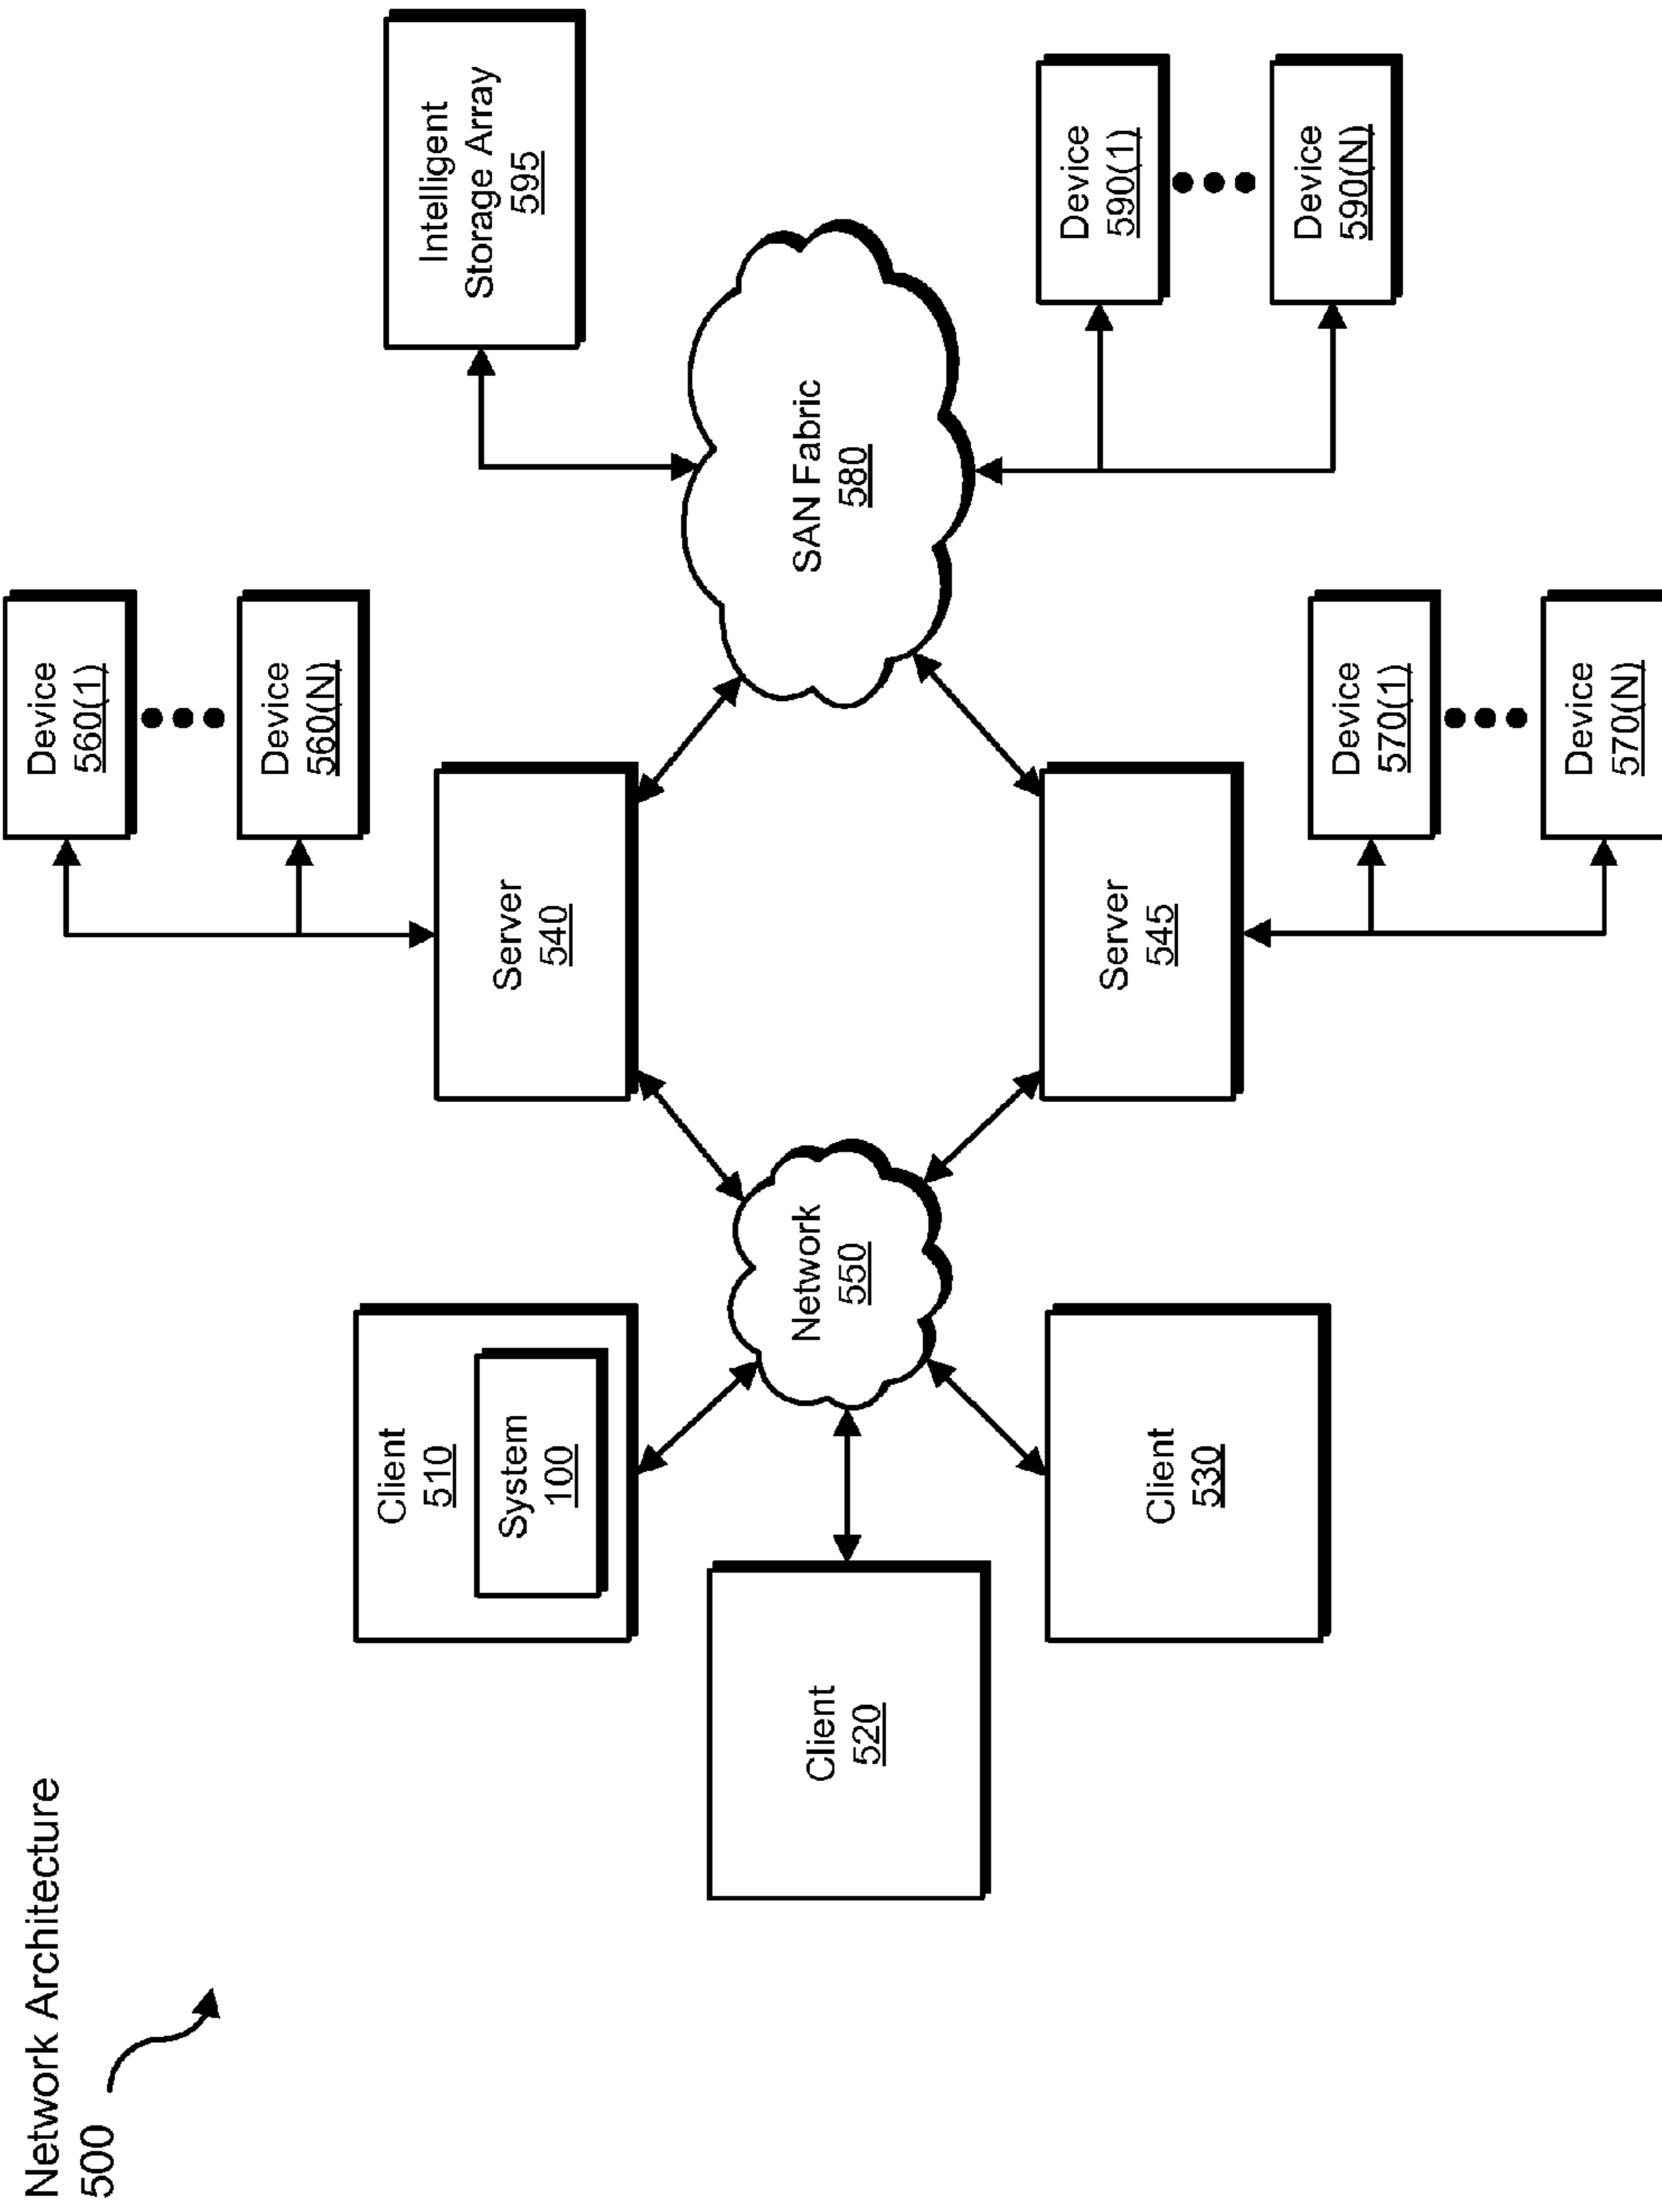 Network Architecture
500
Client
510
System
100
Client
520
Client
530
Network
550
Server
540
Server
545
Device
560(1)
Device
560(N)
Device
570(1)
Device
570(N)
SAN Fabric
580
Intelligent
Storage Array
595
Device
590(1)
Device
590(N)